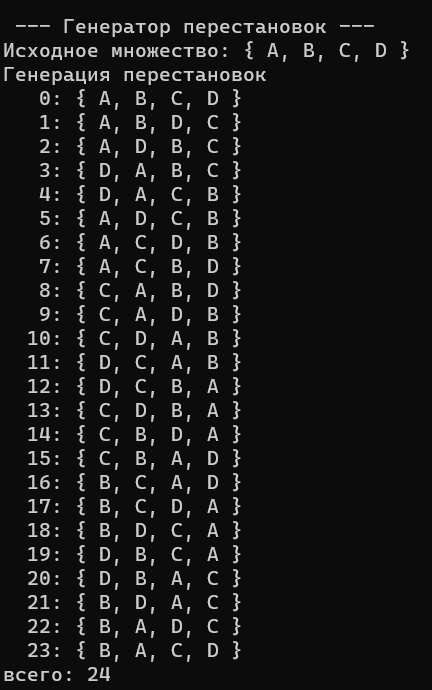 --- Генератор перестановок ---
Исходное множество: { A, B, C, D }
Генерация перестановок
0: { A, B, C, D }
1: { A, B, D, C }
2: { A, D, B, C }
3: { D, A, B, C }
4: { D, A, C, B }
5: { A, D, C, B }
6: { A, C, D, B }
7: { A, C, B, D }
8: { C, A, B, D }
9: { C, A, D, B }
10: { C, D, A, B }
11: { D, C, A, B }
12: { D, C, B, A }
13: { C, D, B, A }
14: { C, B, D, A }
15: { C, B, A, D }
16: { B, C, A, D }
17: { B, C, D, A }
18: { B, D, C, A }
19: { D, B, C, A }
20: { D, B, A, C }
21: { B, D, A, C }
22: { B, A, D, C }
23: { B, A, C, D }
всего: 24